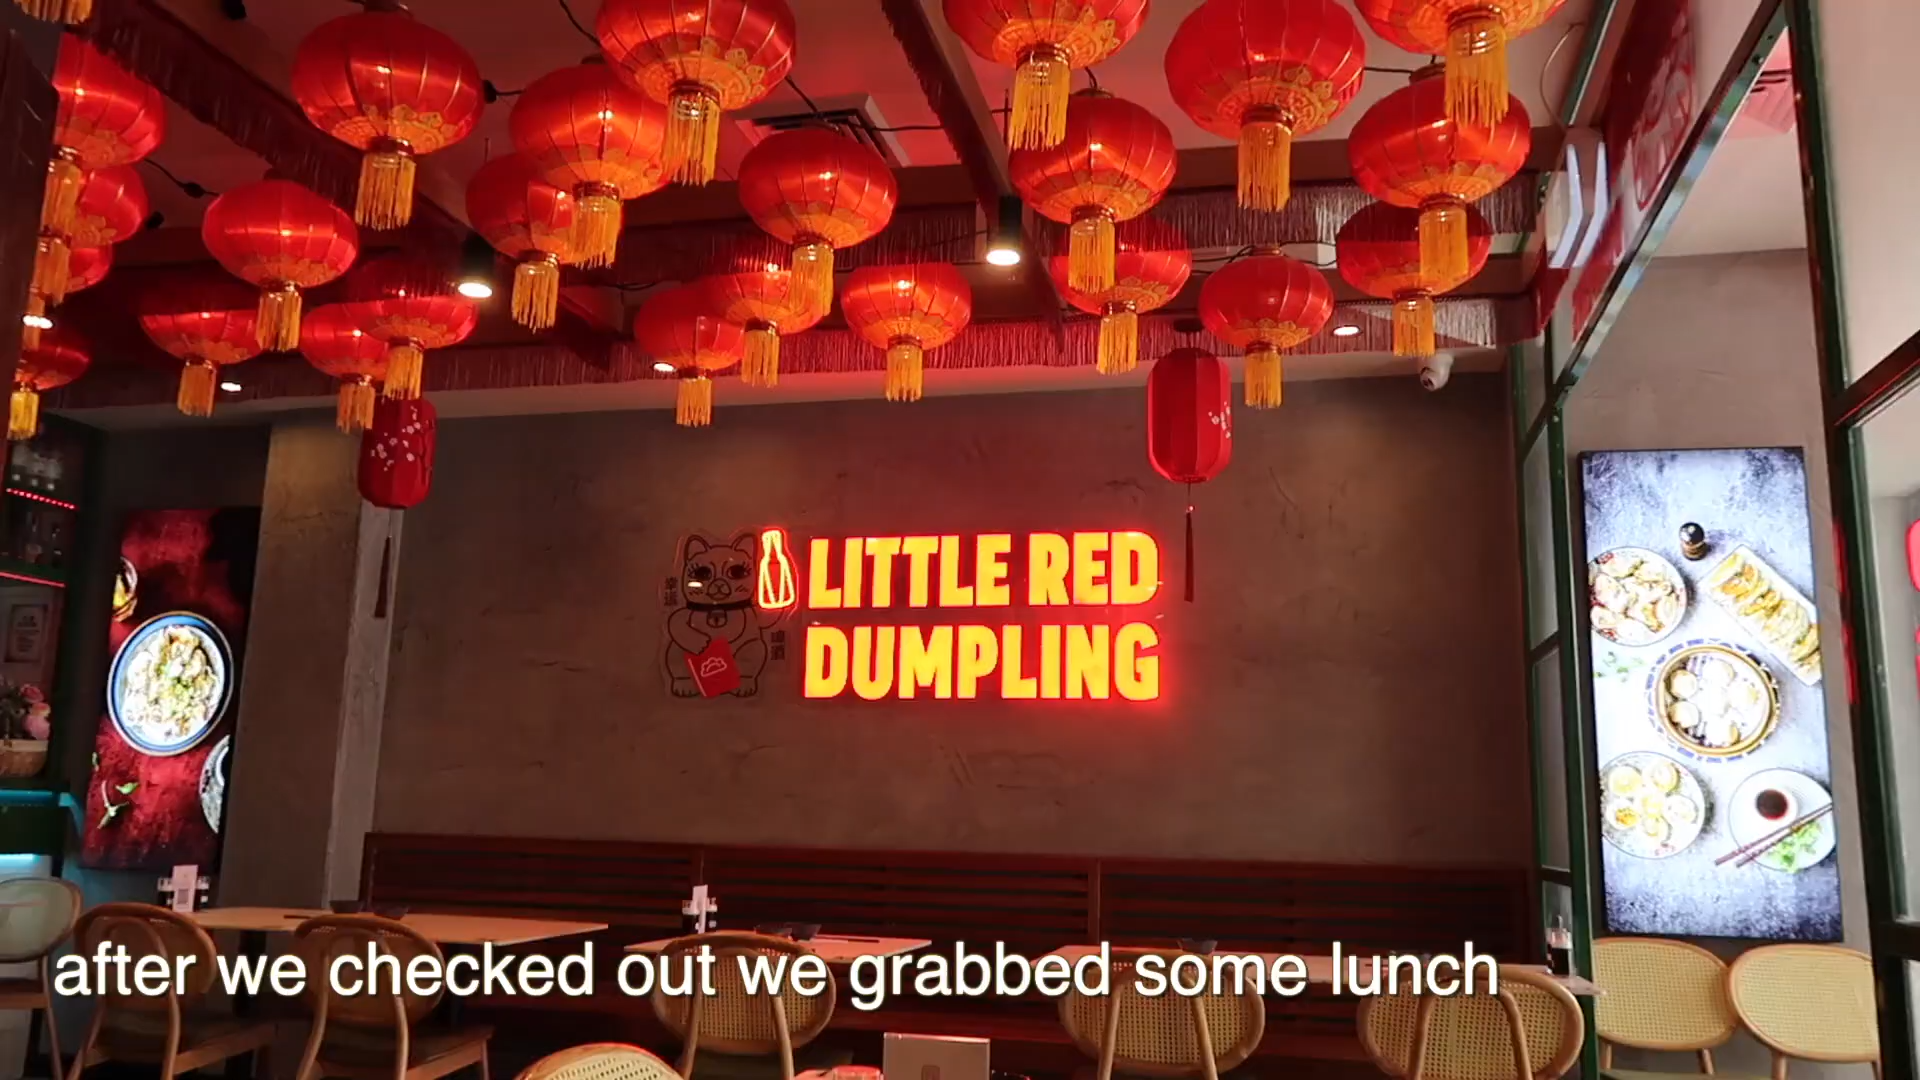 LITTLE RED
DUMPLING
after we checked out we grabbed some lunch